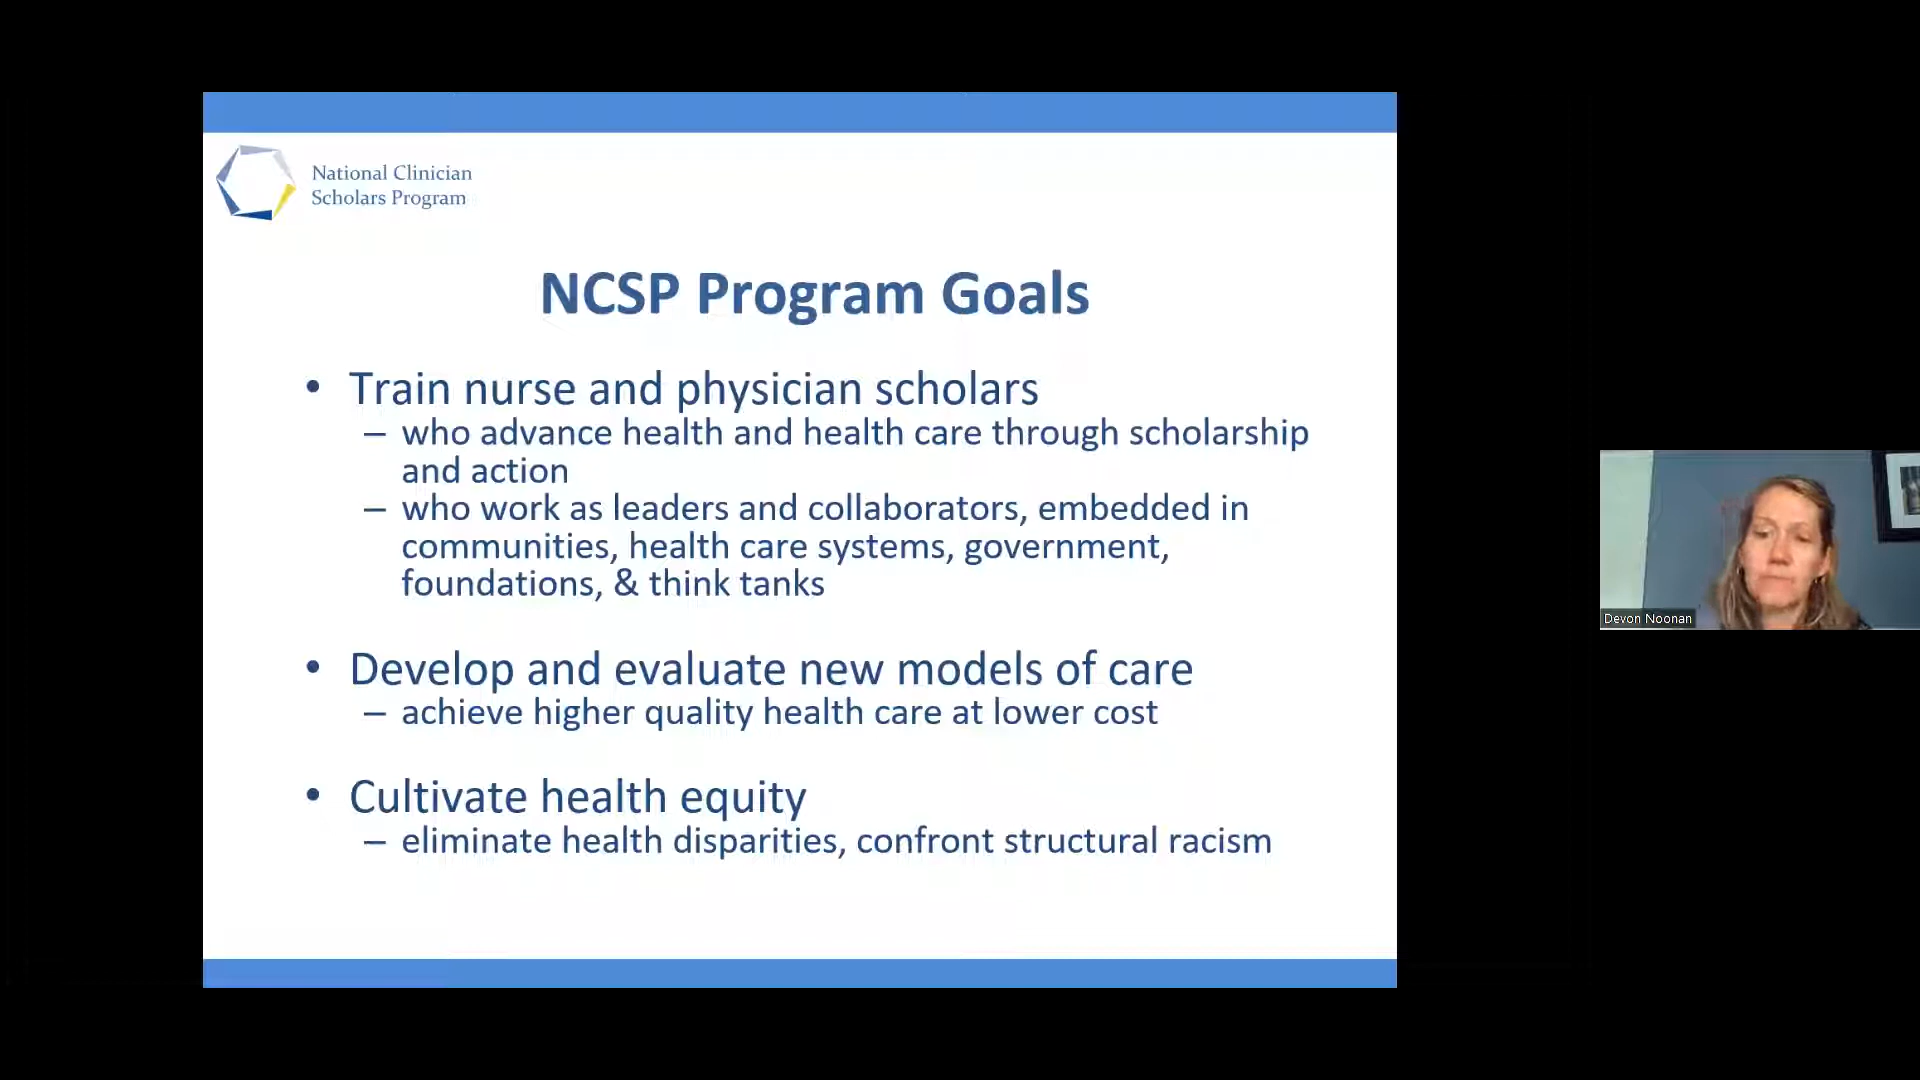 National Clinician
Scholars Program
NCSP Program Goals
• Train nurse and physician scholars
– who advance health and health care through scholarship
and action
– who work as leaders and collaborators, embedded in
communities, health care systems, government,
foundations, & think tanks
• Develop and evaluate new models of care
– achieve higher quality health care at lower cost
• Cultivate health equity
– eliminate health disparities, confront structural racism
Devon Noonan